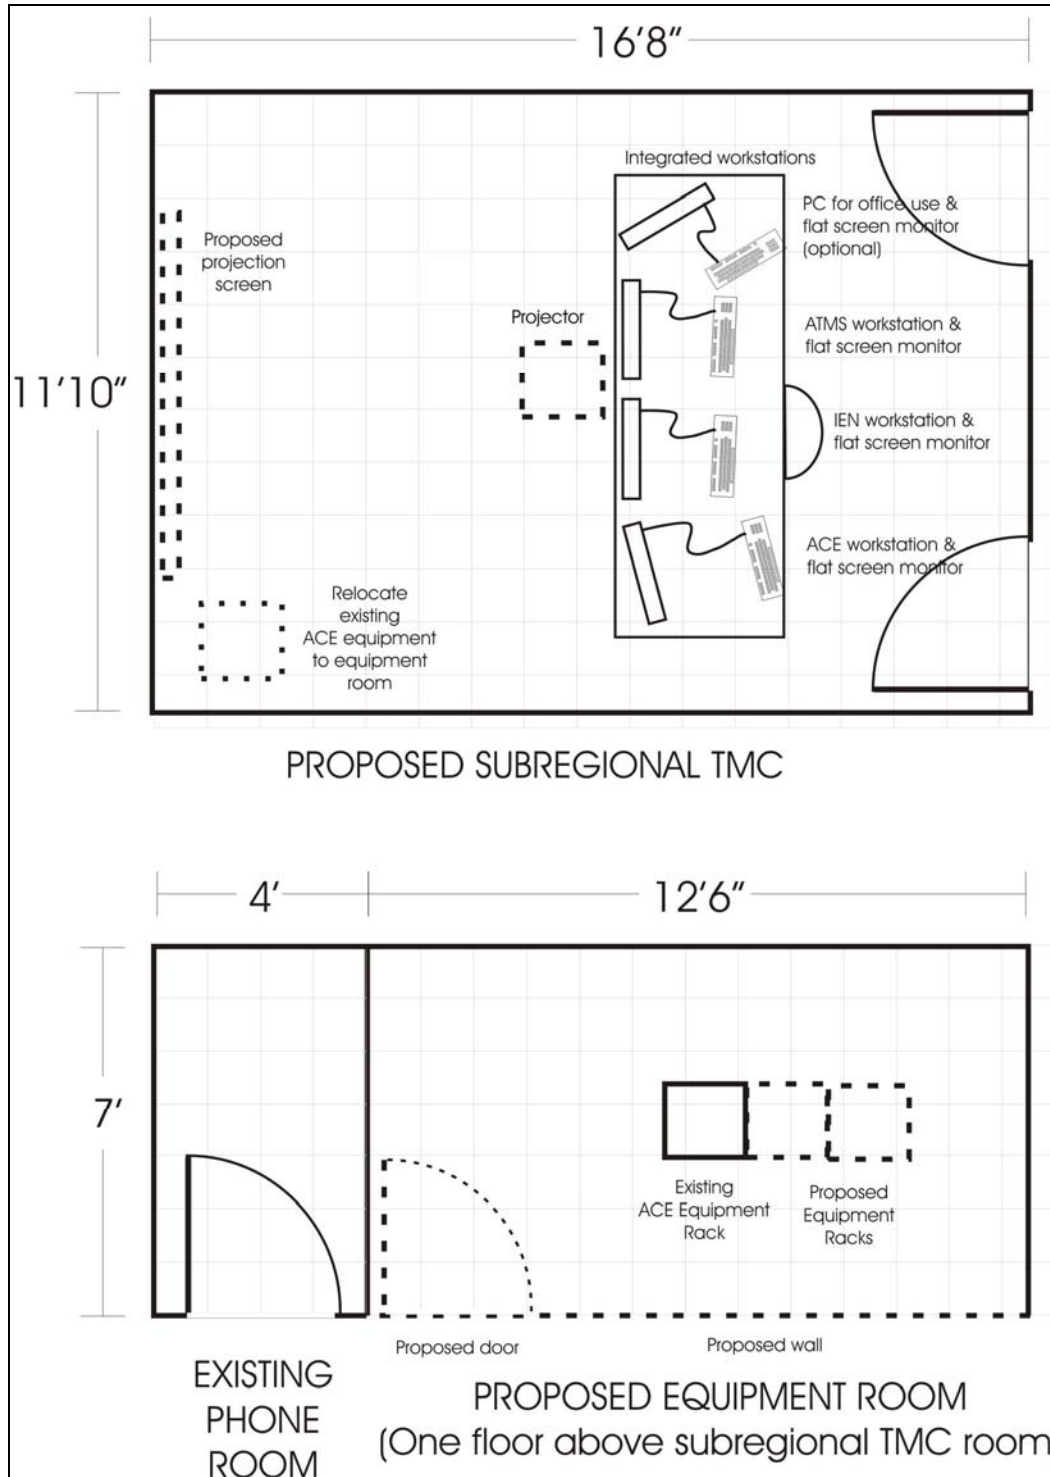 16'8”
Integrated workstations
PC for office use &
flat screen monitor
(optional)
Proposed
projection
screen
Projector
ATMS workstation &
flat screen monitor
11'10”
IEN workstation &
flat screen monitor
ACE workstation &
flat screen monitor
Relocate
existing
ACE equipment
to equipment
room
PROPOSED SUBREGIONAL TMC
4'
12'6”
7'
Existing
ACE Equipment
Rack
Proposed
Equipment
Racks
Proposed door
Proposed wall
EXISTING
PHONE
ROOM
PROPOSED EQUIPMENT ROOM
(One floor above subregional TMC room